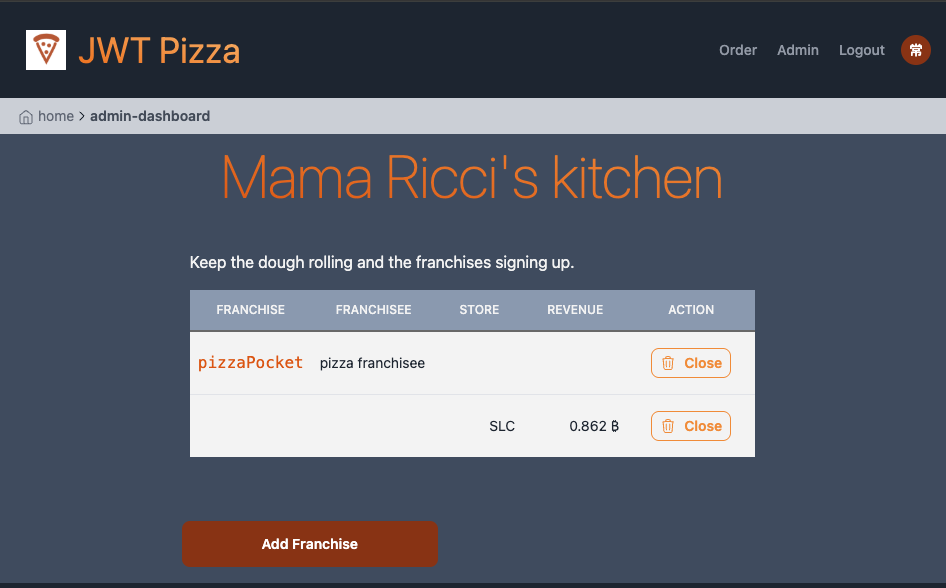 JWT Pizza
Order Admin Logout 常
home > admin-dashboard
Mama Ricci's kitchen
Keep the dough rolling and the franchises signing up.
FRANCHISE FRANCHISEE STORE REVENUE ACTION
pizzaPocket pizza franchisee Close
SLC 0.862 ₿ Close
Add Franchise